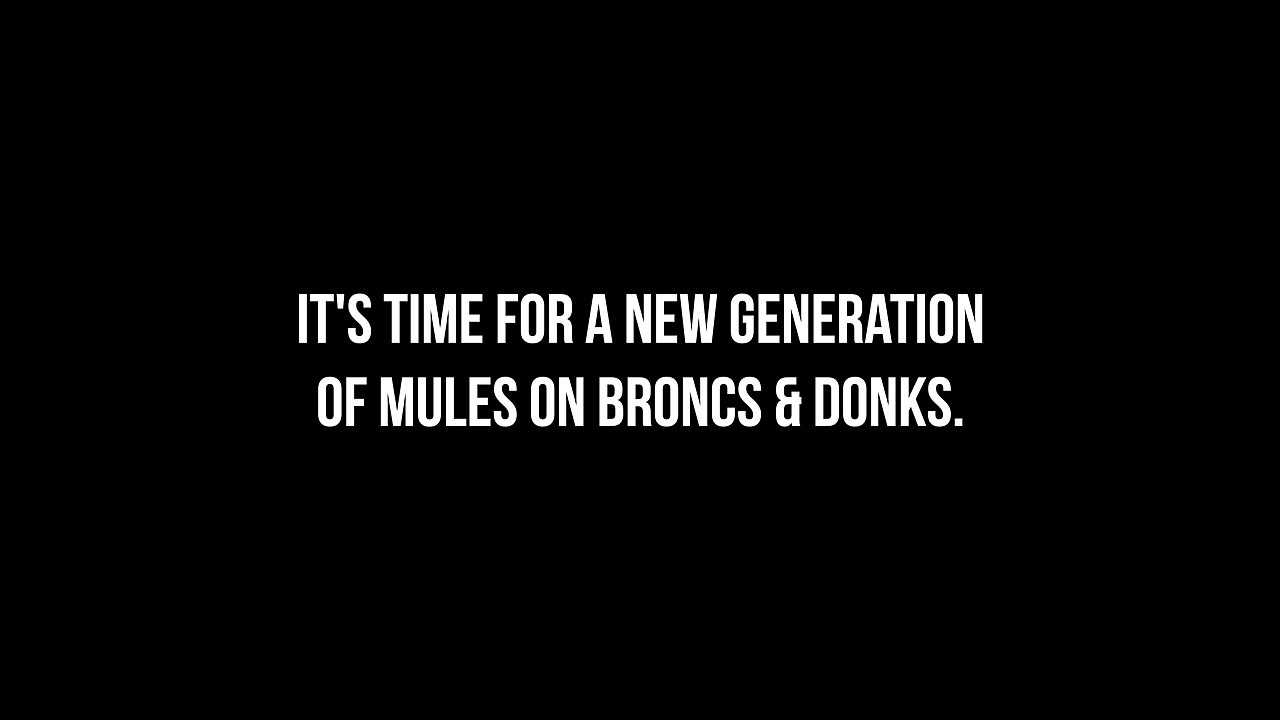 IT'S TIME FOR A NEW GENERATION
OF MULES ON BRONCS & DONKS.